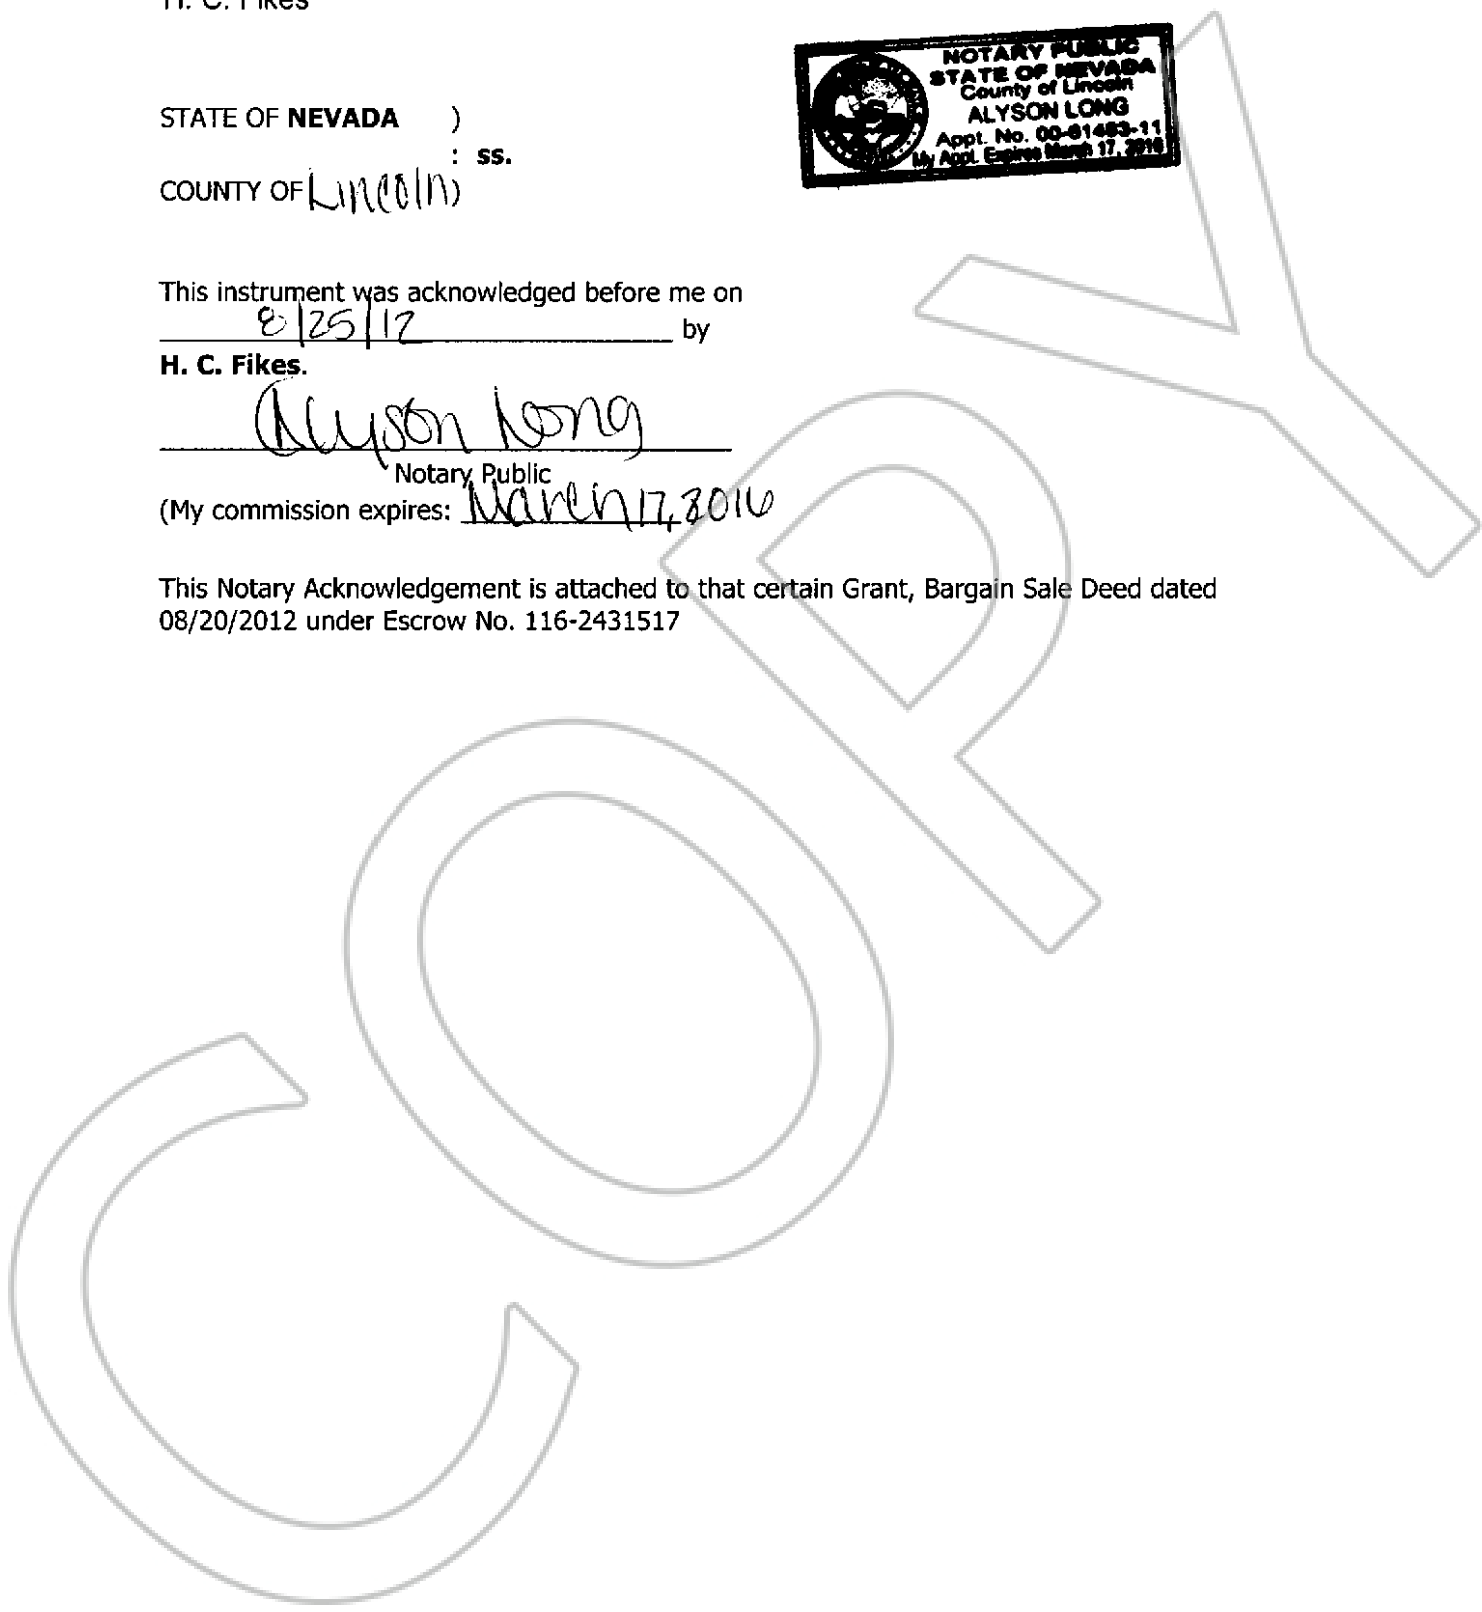 H. C. Fikes
NOTARY PUBLIC
STATE OF NEVADA
County of Lincoln
ALYSON LONG
Appt. No. 00-61463-11
My Appt. Expires March 17, 2016
STATE OF NEVADA )
: ss.
COUNTY OF Lincoln)
This instrument was acknowledged before me on
8/25/12 by
H. C. Fikes.
Alyson Long
Notary Public
(My commission expires: March 17, 2016
This Notary Acknowledgement is attached to that certain Grant, Bargain Sale Deed dated
08/20/2012 under Escrow No. 116-2431517
COPY